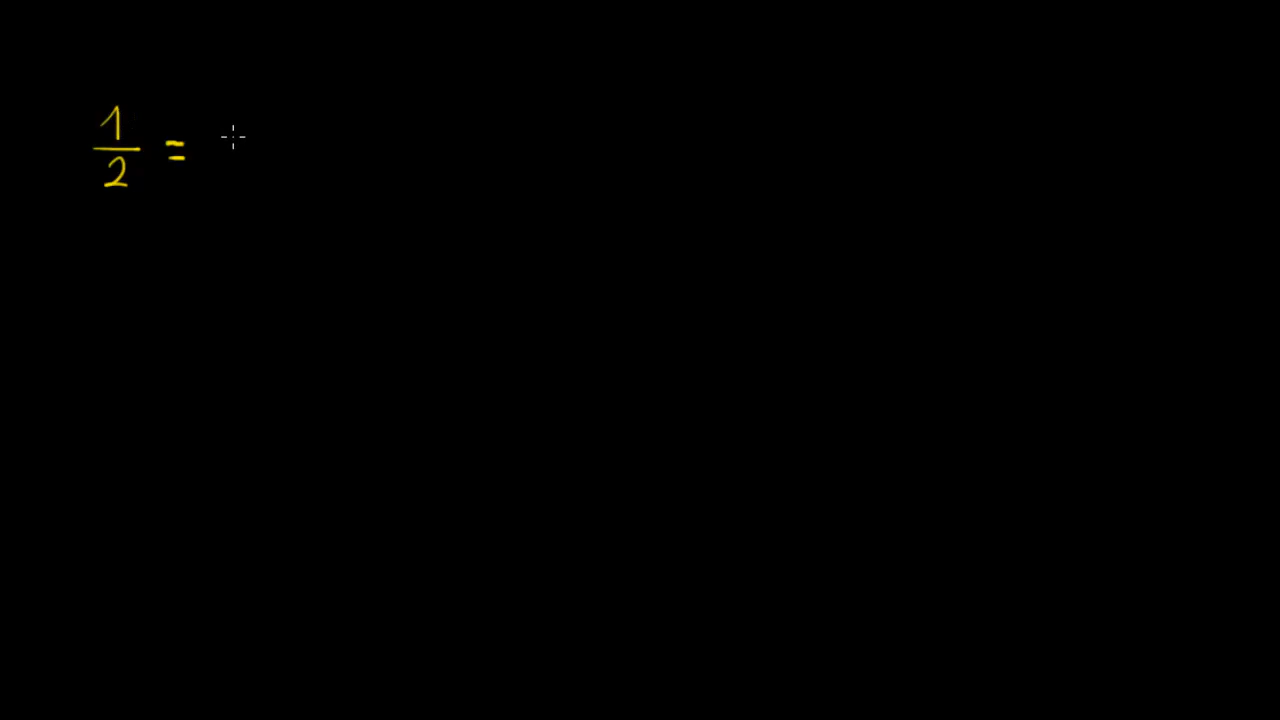 1/2 =